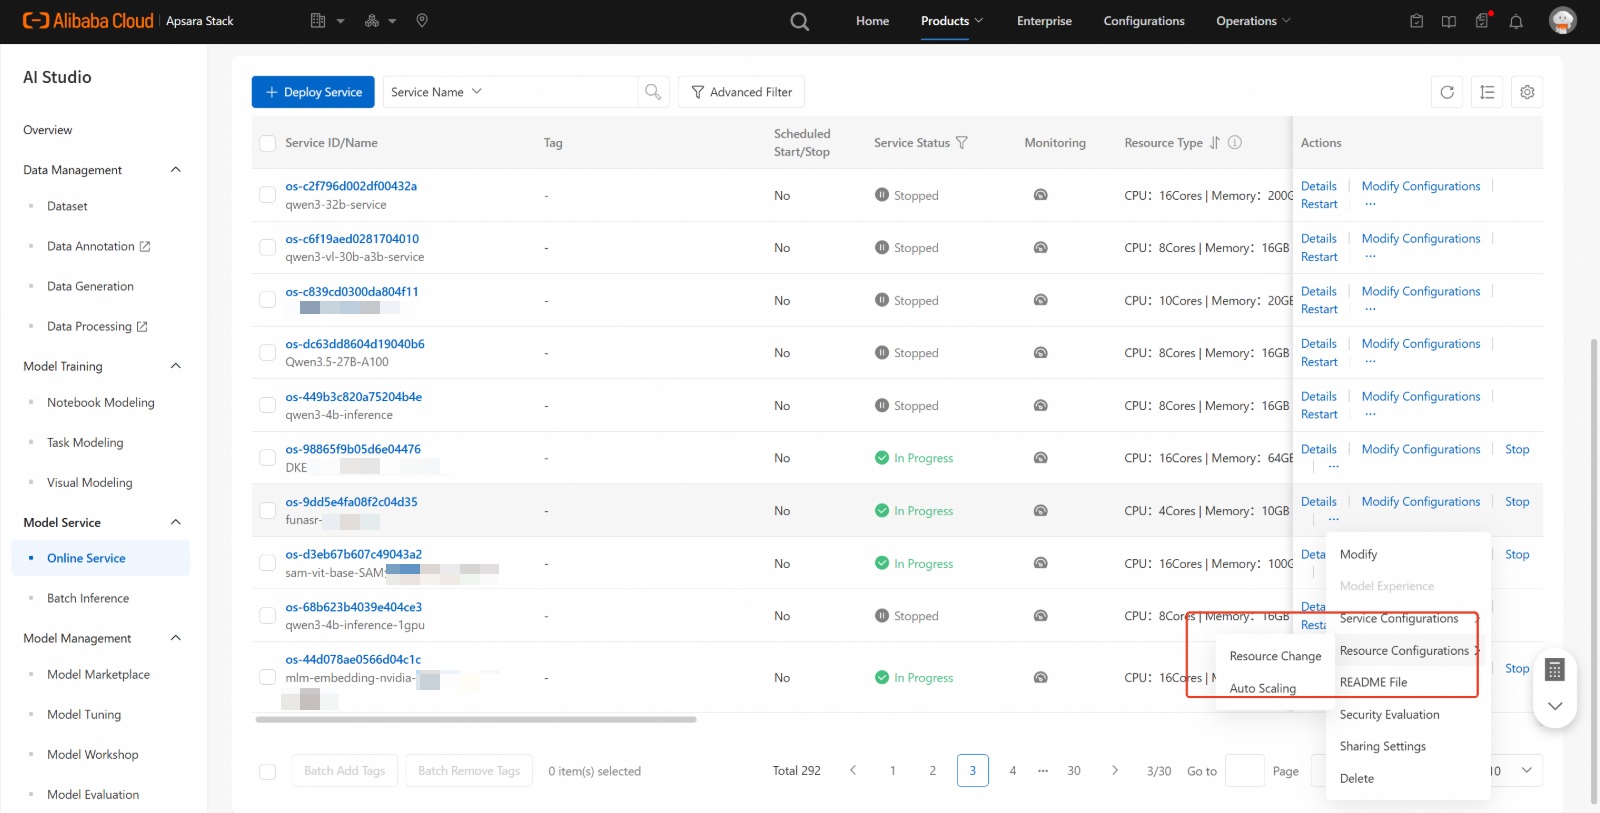 Alibaba Cloud | Apsara Stack
Home
Products
Enterprise
Configurations
Operations
AI Studio
Overview
Data Management
Dataset
Data Annotation
Data Generation
Data Processing
Model Training
Notebook Modeling
Task Modeling
Visual Modeling
Model Service
Online Service
Batch Inference
Model Management
Model Marketplace
Model Tuning
Model Workshop
Model Evaluation
+ Deploy Service
Service Name
Advanced Filter
Service ID/Name
Tag
Scheduled
Start/Stop
Service Status
Monitoring
Resource Type
Actions
os-c2f796d002df00432a
qwen3-32b-service
-
No
Stopped
CPU：16Cores | Memory：200G
Details | Modify Configurations |
Restart ...
os-c6f19aed0281704010
qwen3-vl-30b-a3b-service
-
No
Stopped
CPU：8Cores | Memory：16GB
Details | Modify Configurations |
Restart ...
os-c839cd0300da804f11
-
No
Stopped
CPU：10Cores | Memory：20GB
Details | Modify Configurations |
Restart ...
os-dc63dd8604d19040b6
Qwen3.5-27B-A100
-
No
Stopped
CPU：8Cores | Memory：16GB
Details | Modify Configurations |
Restart ...
os-449b3c820a75204b4e
qwen3-4b-inference
-
No
Stopped
CPU：8Cores | Memory：16GB
Details | Modify Configurations |
Restart ...
os-98865f9b05d6e04476
DKE
-
No
In Progress
CPU：16Cores | Memory：64GB
Details | Modify Configurations | Stop
| ...
os-9dd5e4fa08f2c04d35
funasr-
-
No
In Progress
CPU：4Cores | Memory：10GB
Details | Modify Configurations | Stop
| ...
os-d3eb67b607c49043a2
sam-vit-base-SAM:
-
No
In Progress
CPU：16Cores | Memory：100G
Deta
| Stop
os-68b623b4039e404ce3
qwen3-4b-inference-1gpu
-
No
Stopped
CPU：8Cores | Memory：16GB
Deta
Resta
os-44d078ae0566d04c1c
mlm-embedding-nvidia-
-
No
In Progress
CPU：16Co
Stop
Modify
Model Experience
Service Configurations
Resource Configurations
README File
Security Evaluation
Sharing Settings
Delete
Resource Change
Auto Scaling
Batch Add Tags
Batch Remove Tags
0 item(s) selected
Total 292
<
1
2
3
4
...
30
>
3/30
Go to
Page
10